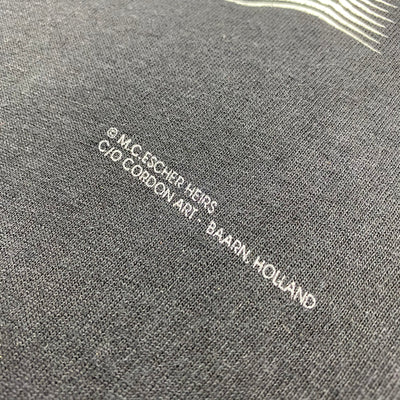 © M.C. ESCHER HEIRS
C/O CORDON ART - BAARN, HOLLAND